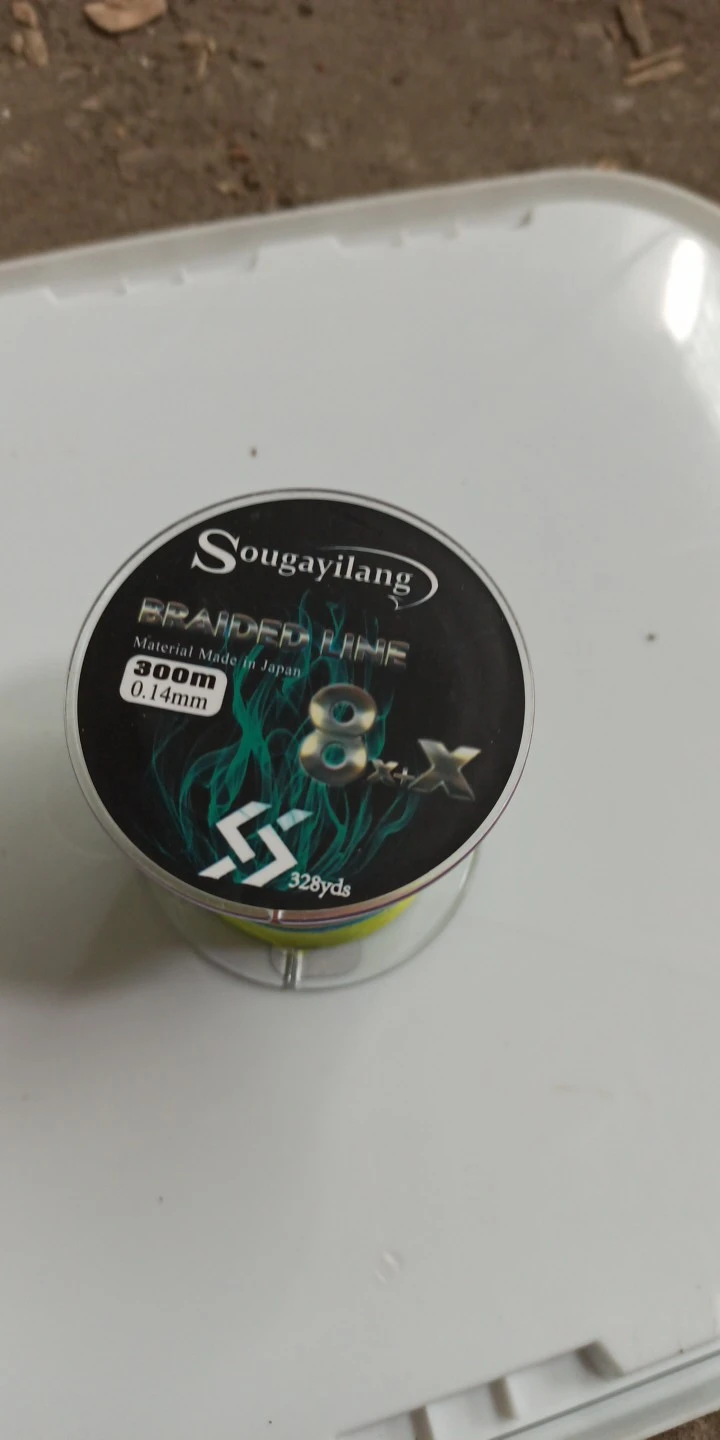 Sougayilang
BRAIDED LINE
Material Made in Japan
300m
0.14mm
8x+X
328yds